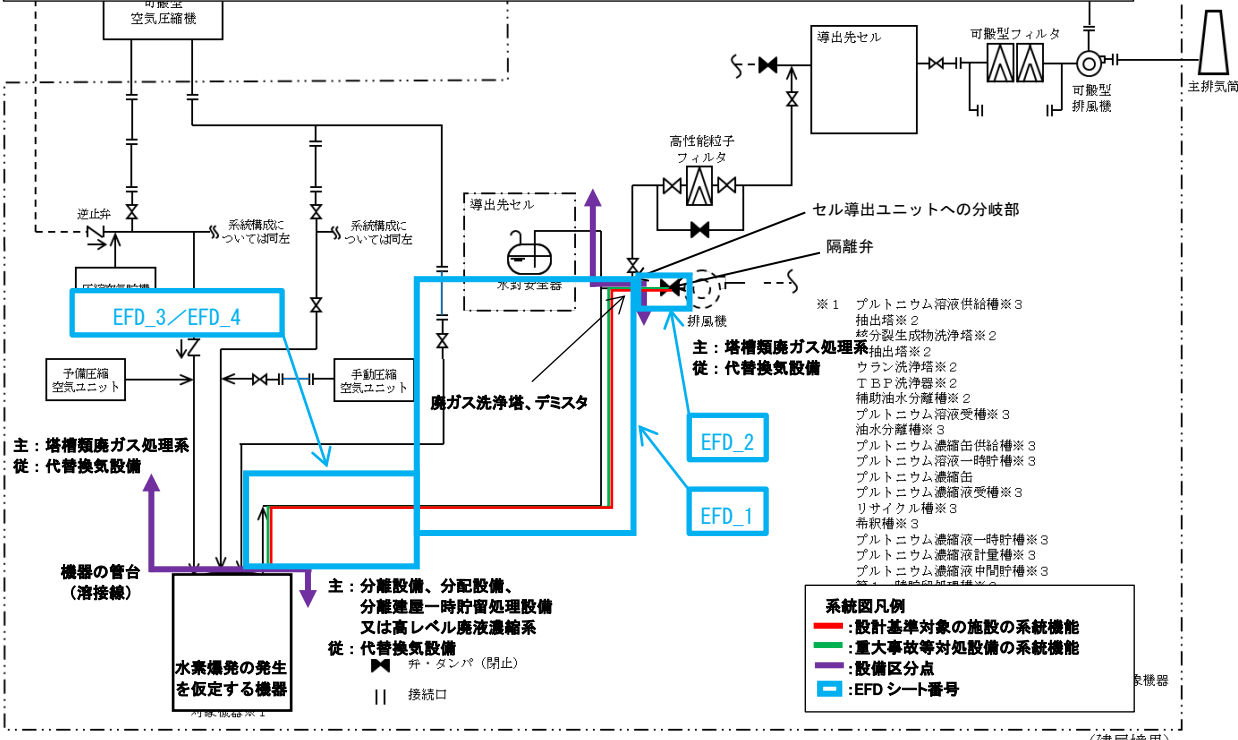 可搬型
空気圧縮機
導出先セル
可搬型フィルタ
可搬型
排風機
主排気筒
高性能粒子
フィルタ
逆止弁
系統構成に
ついては同左
系統構成に
ついては同左
導出先セル
水封安全器
セル導出ユニットへの分岐部
隔離弁
排風機
圧縮空気貯槽
EFD_3／EFD_4
予備圧縮
空気ユニット
手動圧縮
空気ユニット
廃ガス洗浄塔、デミスタ
主：塔槽類廃ガス処理系
従：代替換気設備
EFD_2
EFD_1
※１ プルトニウム溶液供給槽※３
抽出塔※２
核分裂生成物洗浄塔※２
抽出塔※２
ウラン洗浄塔※２
ＴＢＰ洗浄器※２
補助油水分離槽※２
プルトニウム溶液受槽※３
油水分離槽※３
プルトニウム濃縮缶供給槽※３
プルトニウム溶液一時貯槽※３
プルトニウム濃縮缶
プルトニウム濃縮液受槽※３
リサイクル槽※３
希釈槽※３
プルトニウム濃縮液一時貯槽※３
プルトニウム濃縮液計量槽※３
プルトニウム濃縮液中間貯槽※３
主：塔槽類廃ガス処理系
従：代替換気設備
機器の管台
（溶接線）
水素爆発の発生
を仮定する機器
対象機器※１
主：分離設備、分配設備、
分離建屋一時貯留処理設備
又は高レベル廃液濃縮系
従：代替換気設備
弁・ダンパ（閉止）
接続口
系統図凡例
：設計基準対象の施設の系統機能
：重大事故等対処設備の系統機能
：設備区分点
：EFD シート番号
象機器
（建屋境界）